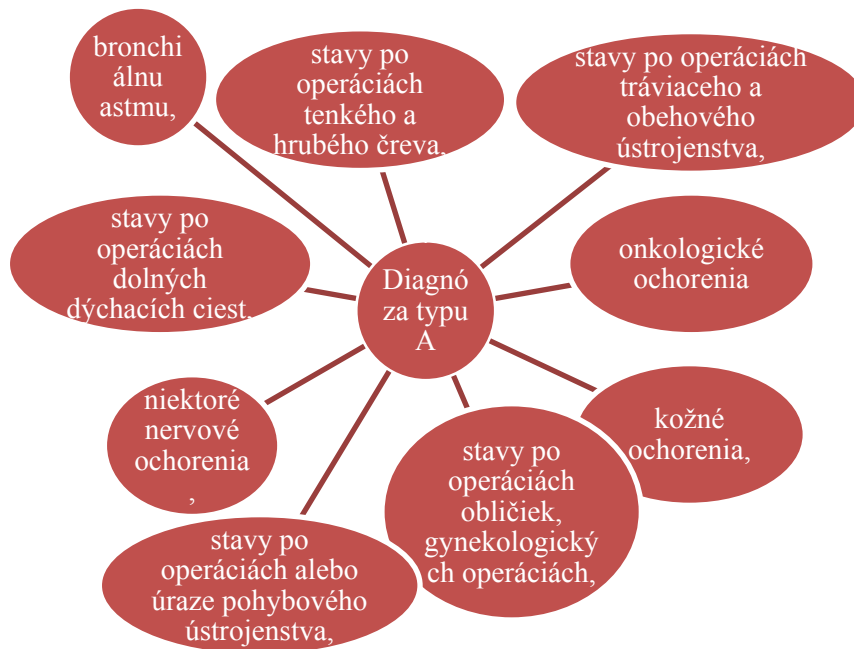 bronchi
álnu
astmu,
stavy po
operáciách
tenkého a
hrubého čreva,
stavy po operáciách
tráviaceho a
obehového
ústrojenstva,
stavy po
operáciách
dolných
dýchacích ciest,
Diagnó
za typu
A
onkologické
ochorenia
niektoré
nervové
ochorenia
,
stavy po
operáciách
obličiek,
gynekologický
ch operáciách,
kožné
ochorenia,
stavy po
operáciách alebo
úraze pohybového
ústrojenstva,